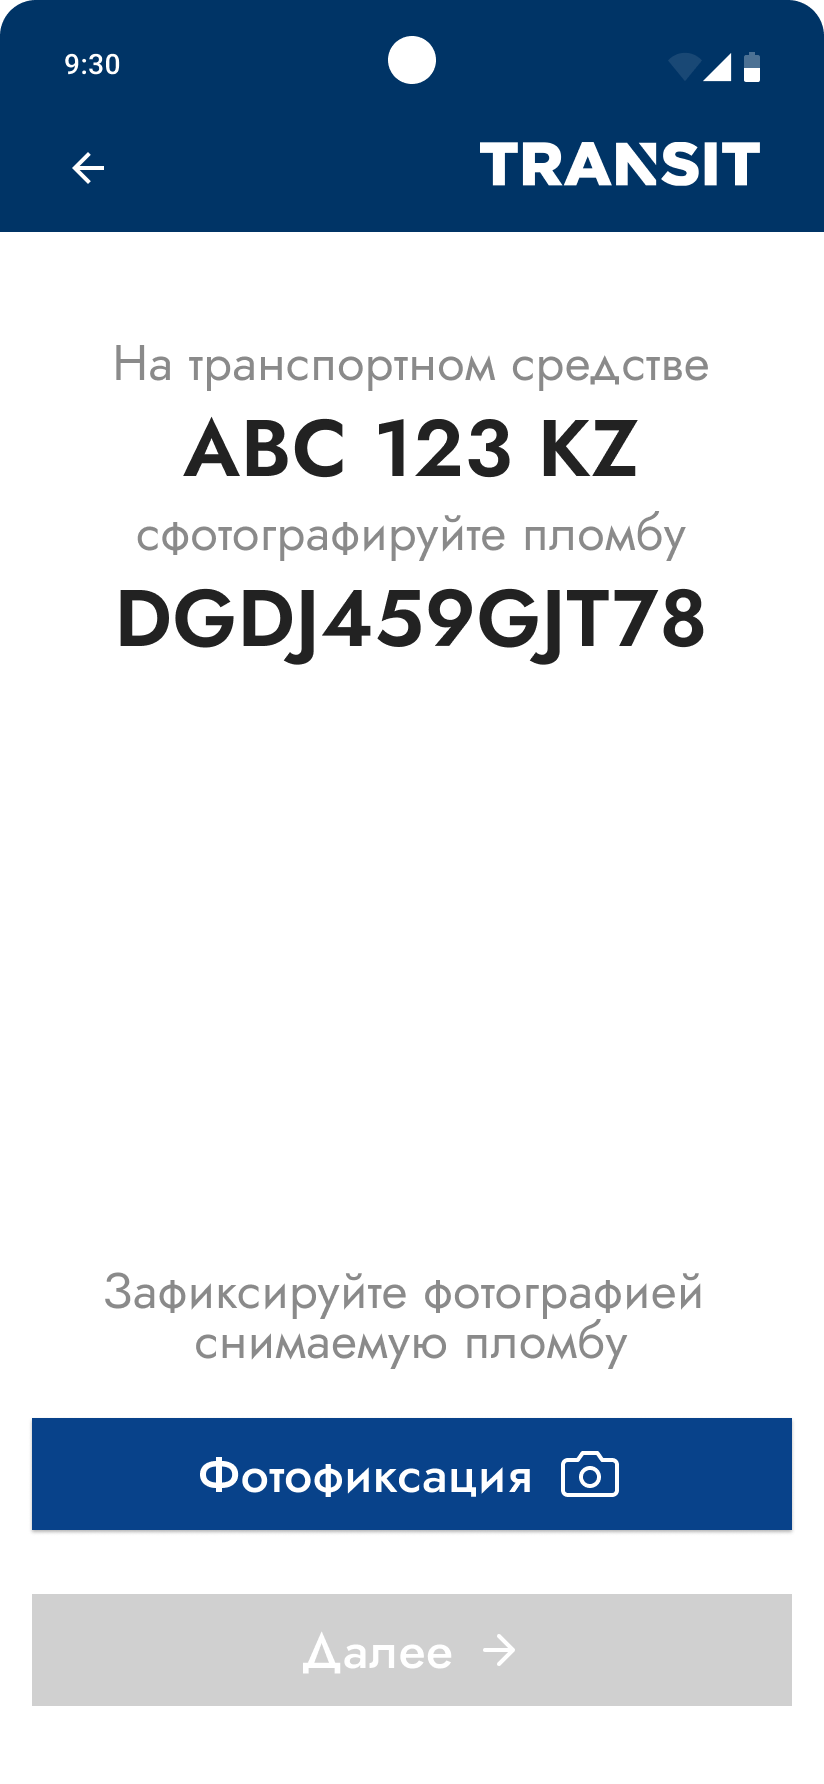 9:30
TRANSIT
На транспортном средстве
ABC 123 KZ
сфотографируйте пломбу
DGDJ459GJT78
Зафиксируйте фотографией
снимаемую пломбу
Фотофиксация
Далее